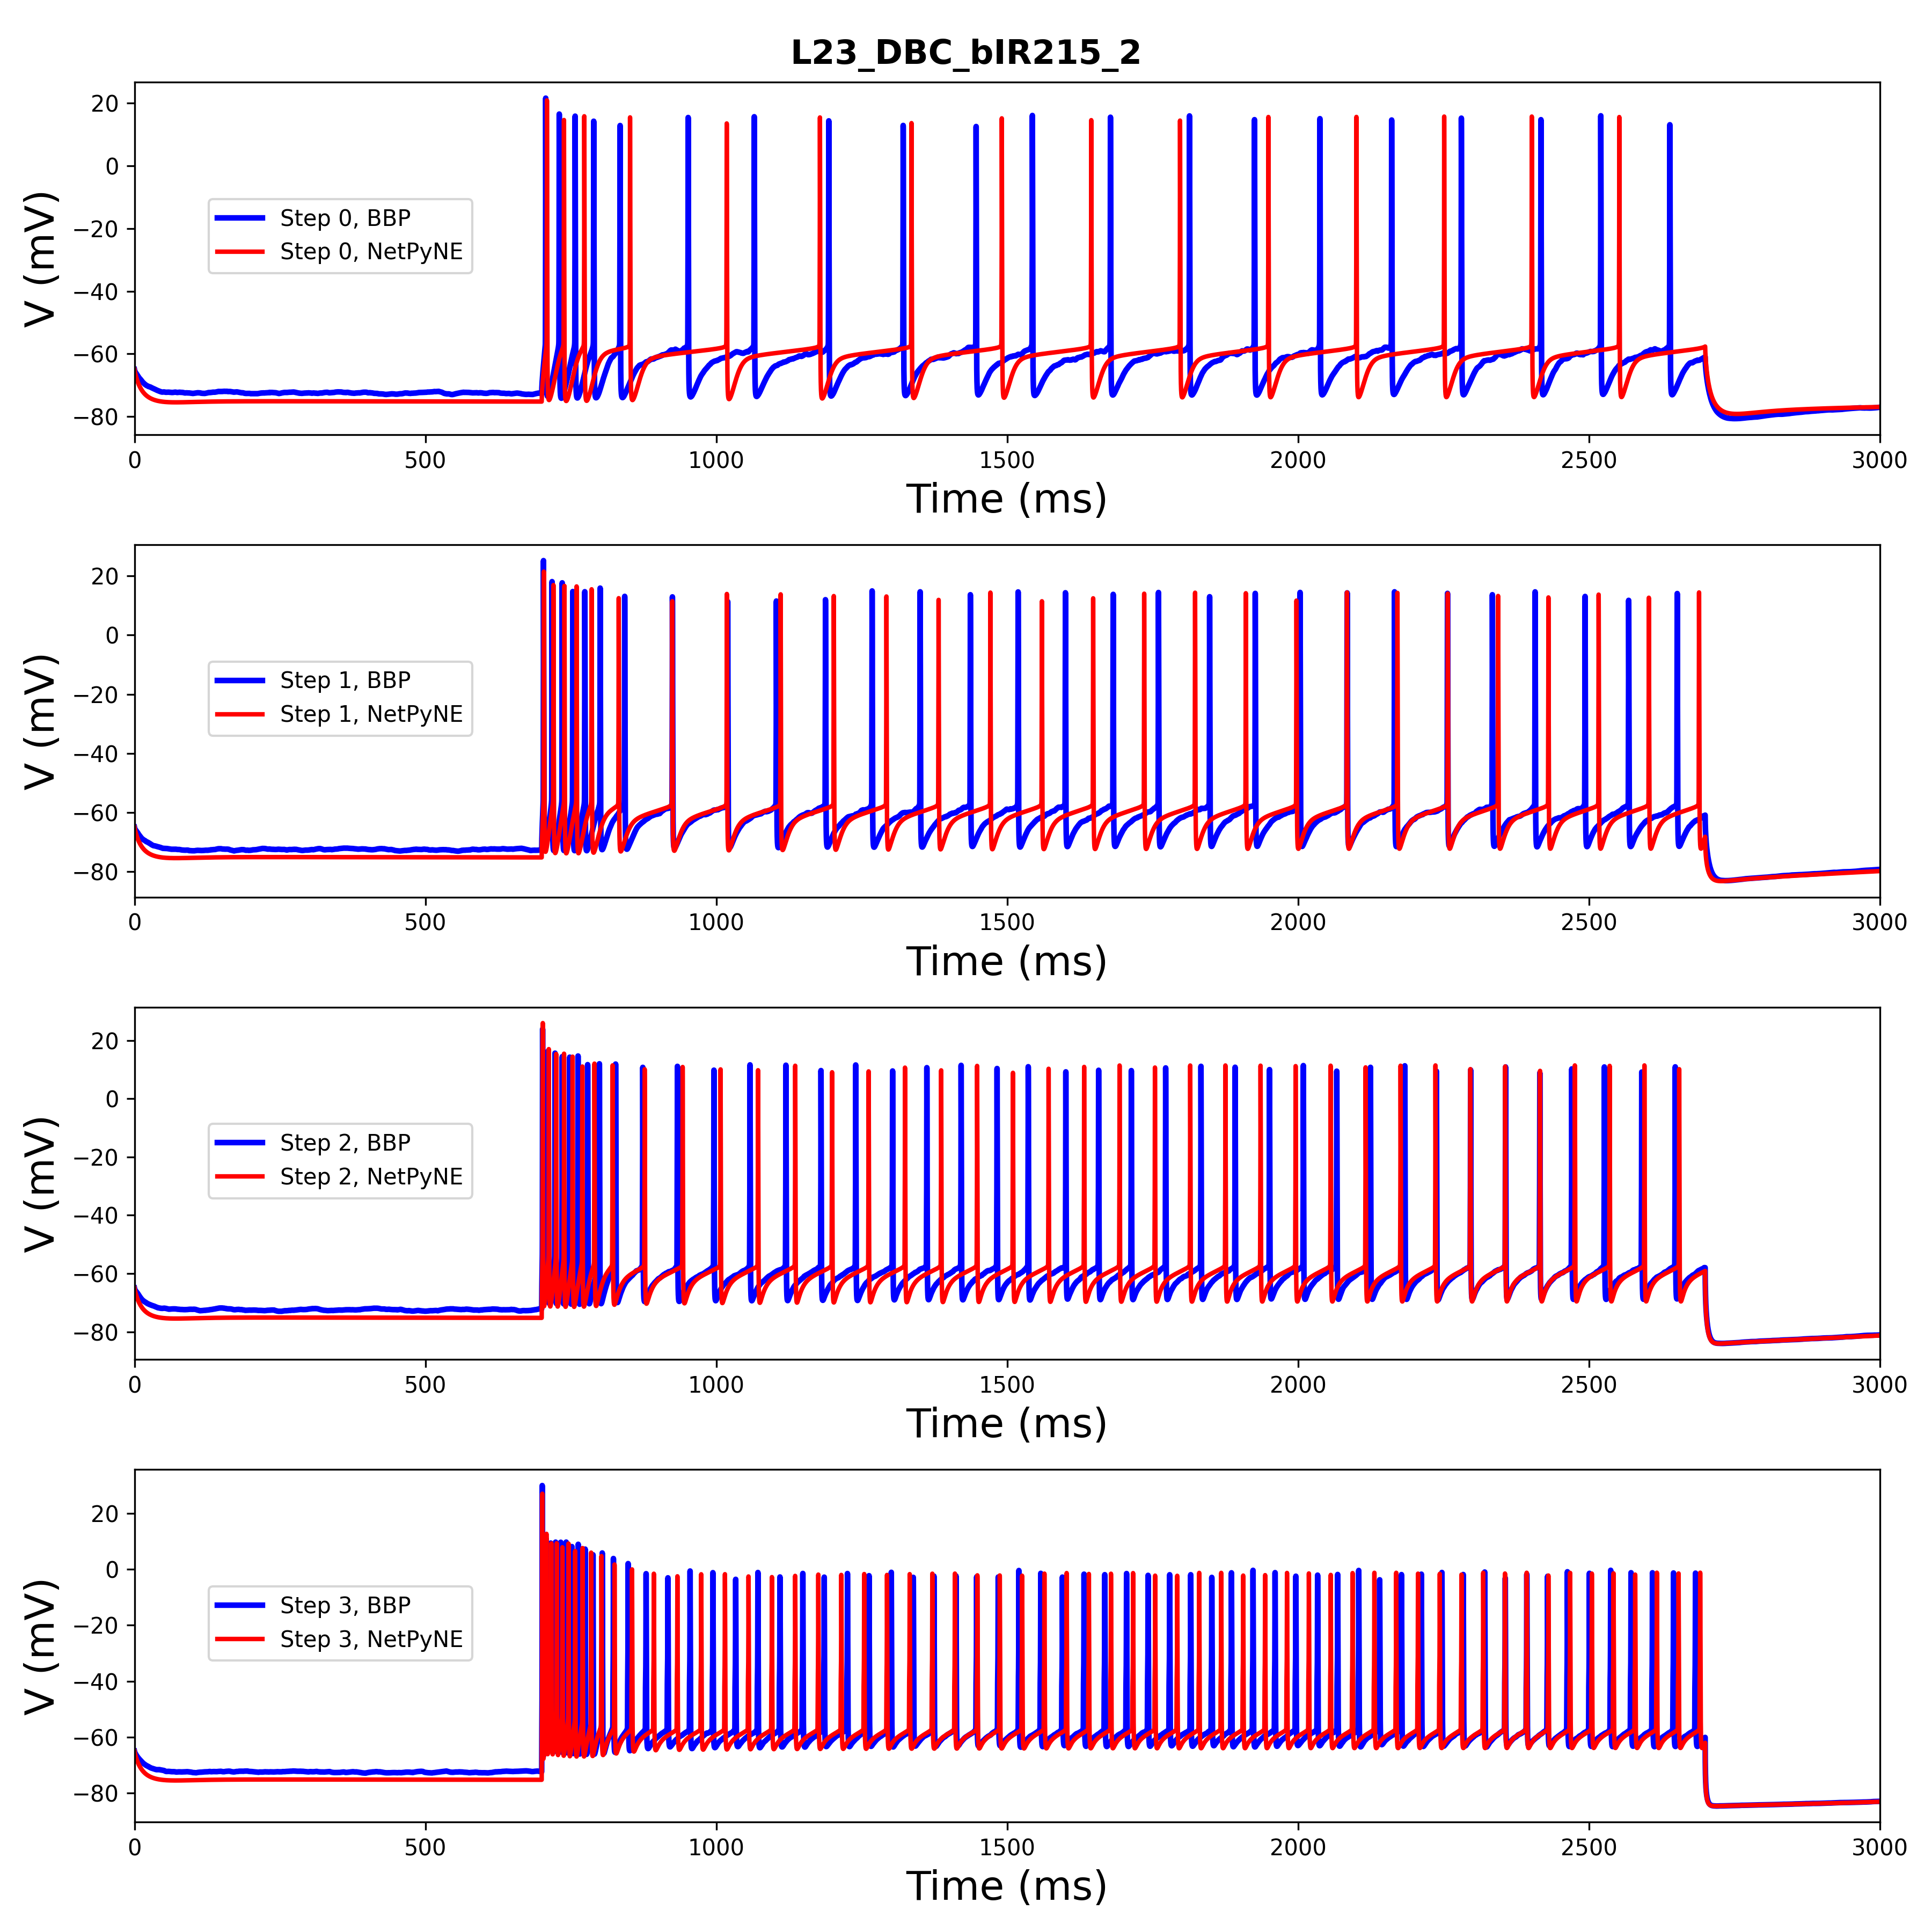 L23_DBC_bIR215_2
20
0
−20
−40
−60
−80
V (mV)
Step 0, BBP
Step 0, NetPyNE
0 500 1000 1500 2000 2500 3000
Time (ms)
20
0
−20
−40
−60
−80
V (mV)
Step 1, BBP
Step 1, NetPyNE
0 500 1000 1500 2000 2500 3000
Time (ms)
20
0
−20
−40
−60
−80
V (mV)
Step 2, BBP
Step 2, NetPyNE
0 500 1000 1500 2000 2500 3000
Time (ms)
20
0
−20
−40
−60
−80
V (mV)
Step 3, BBP
Step 3, NetPyNE
0 500 1000 1500 2000 2500 3000
Time (ms)